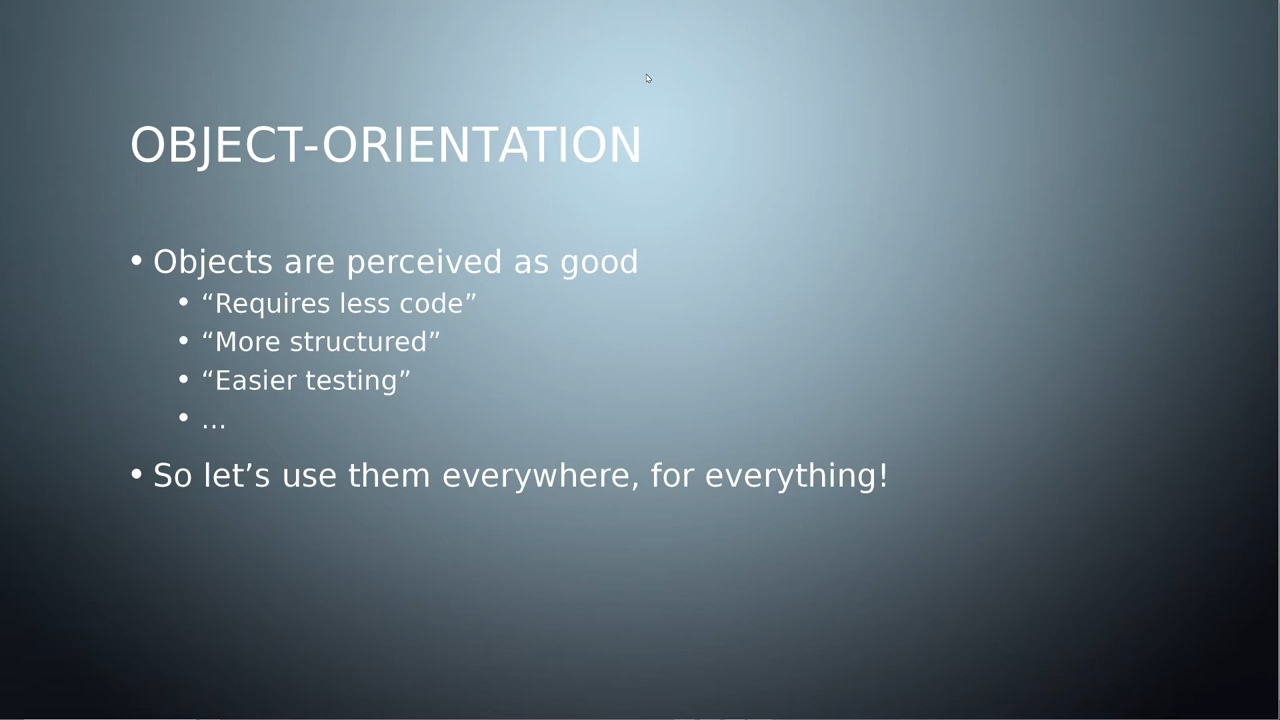 OBJECT-ORIENTATION
• Objects are perceived as good
• “Requires less code”
• “More structured”
• “Easier testing”
• …
• So let’s use them everywhere, for everything!